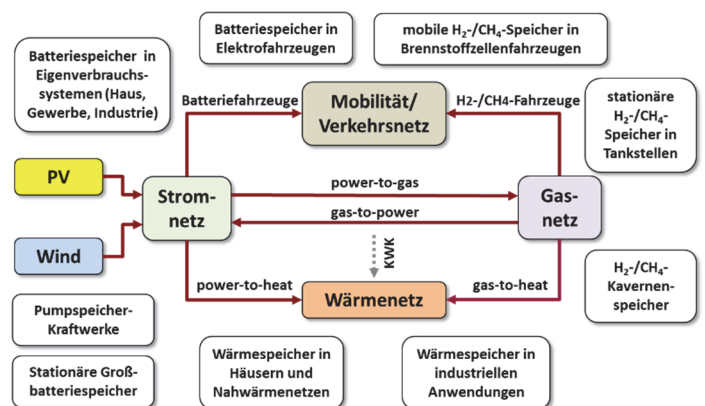 Batteriespeicher in
Elektrofahrzeugen
mobile H₂-/CH₄-Speicher in
Brennstoffzellenfahrzeugen
Batteriespeicher in
Eigenverbrauchs-
systemen (Haus,
Gewerbe, Industrie)
Batteriefahrzeuge
Mobilität/
Verkehrsnetz
H2-/CH4-Fahrzeuge
stationäre
H₂-/CH₄-
Speicher in
Tankstellen
PV
Wind
Strom-
netz
power-to-gas
gas-to-power
Gas-
netz
KWK
power-to-heat
Wärmenetz
gas-to-heat
H₂-/CH₄-
Kavernen-
speicher
Pumpspeicher-
Kraftwerke
Stationäre Groß-
batteriespeicher
Wärmespeicher in
Häusern und
Nahwärmenetzen
Wärmespeicher in
industriellen
Anwendungen